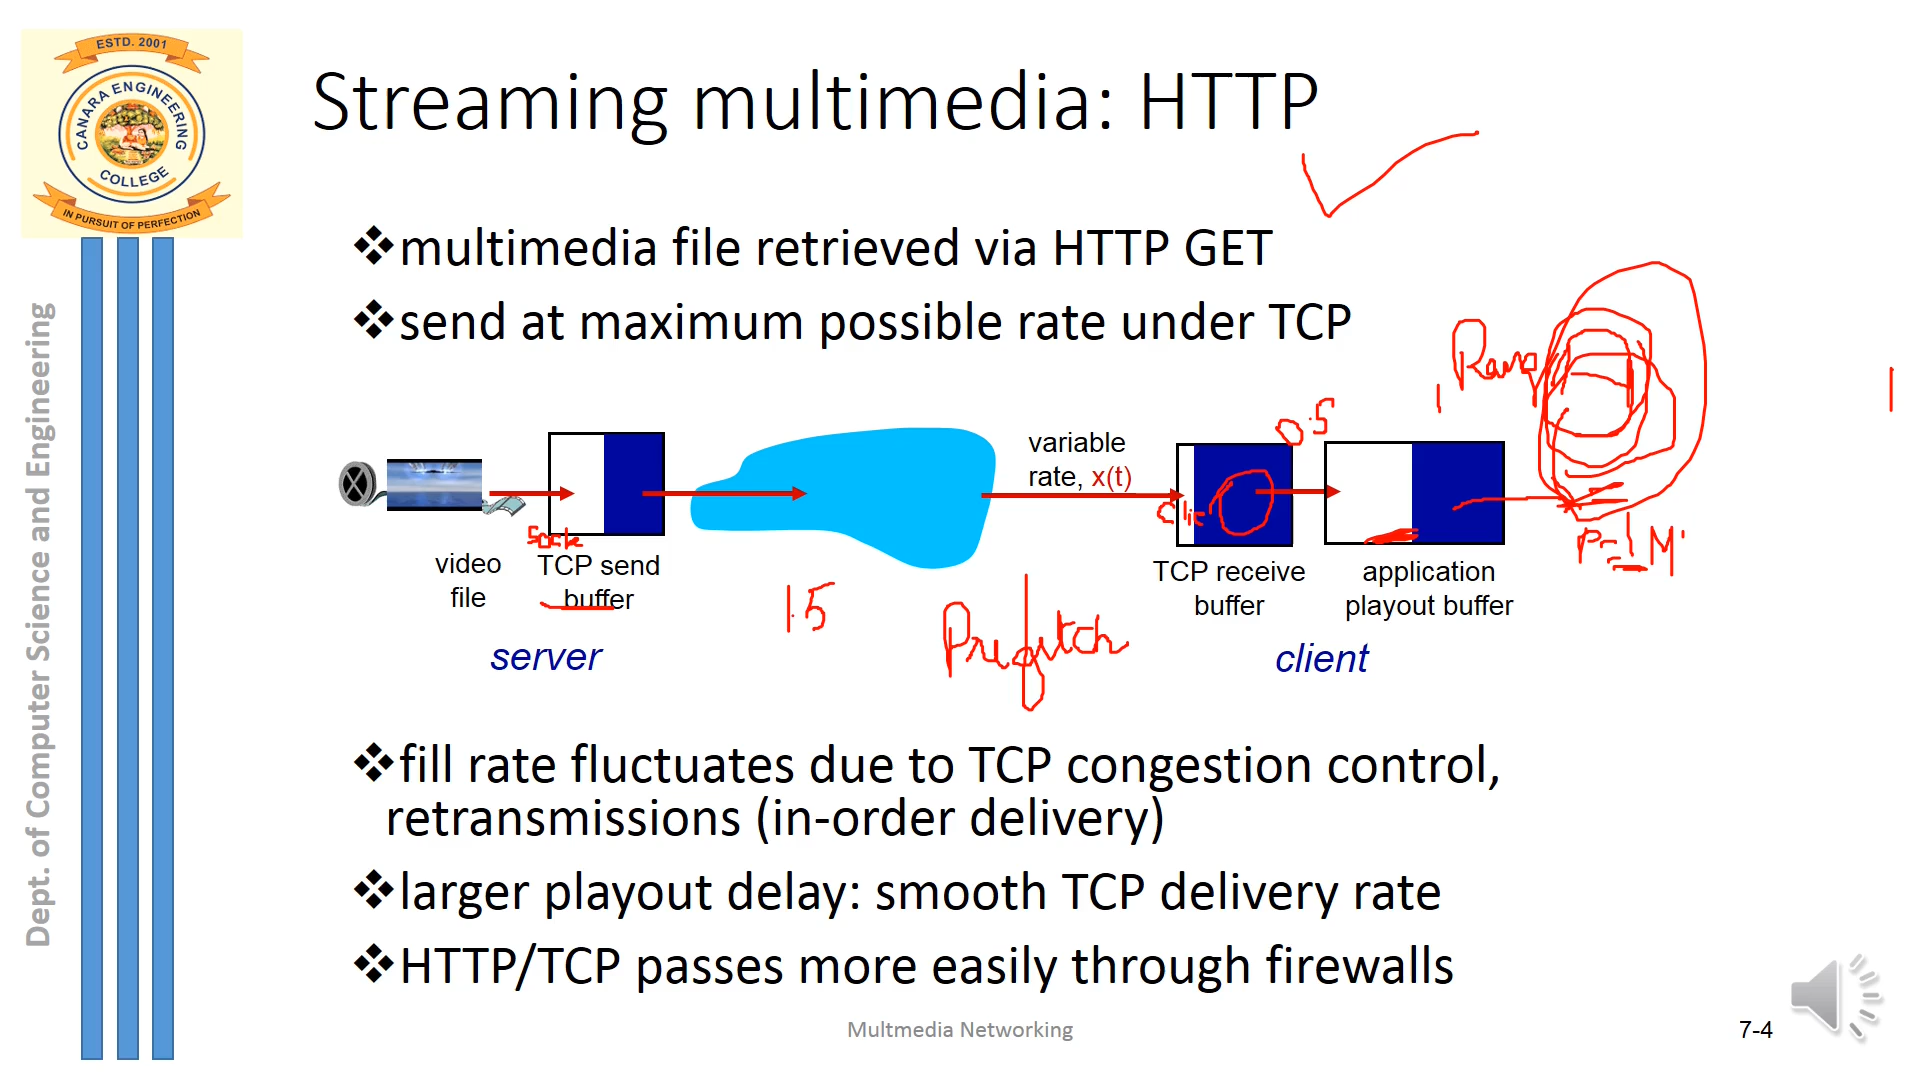 ESTD. 2001
CANARA ENGINEERING
COLLEGE
IN PURSUIT OF PERFECTION
Dept. of Computer Science and Engineering
Streaming multimedia: HTTP
❖multimedia file retrieved via HTTP GET
❖send at maximum possible rate under TCP
0.5
variable
rate, x(t)
video
file
TCP send
buffer
server
1.5
Prefetch
TCP receive
buffer
application
playout buffer
client
❖fill rate fluctuates due to TCP congestion control,
retransmissions (in-order delivery)
❖larger playout delay: smooth TCP delivery rate
❖HTTP/TCP passes more easily through firewalls
Multmedia Networking
7-4